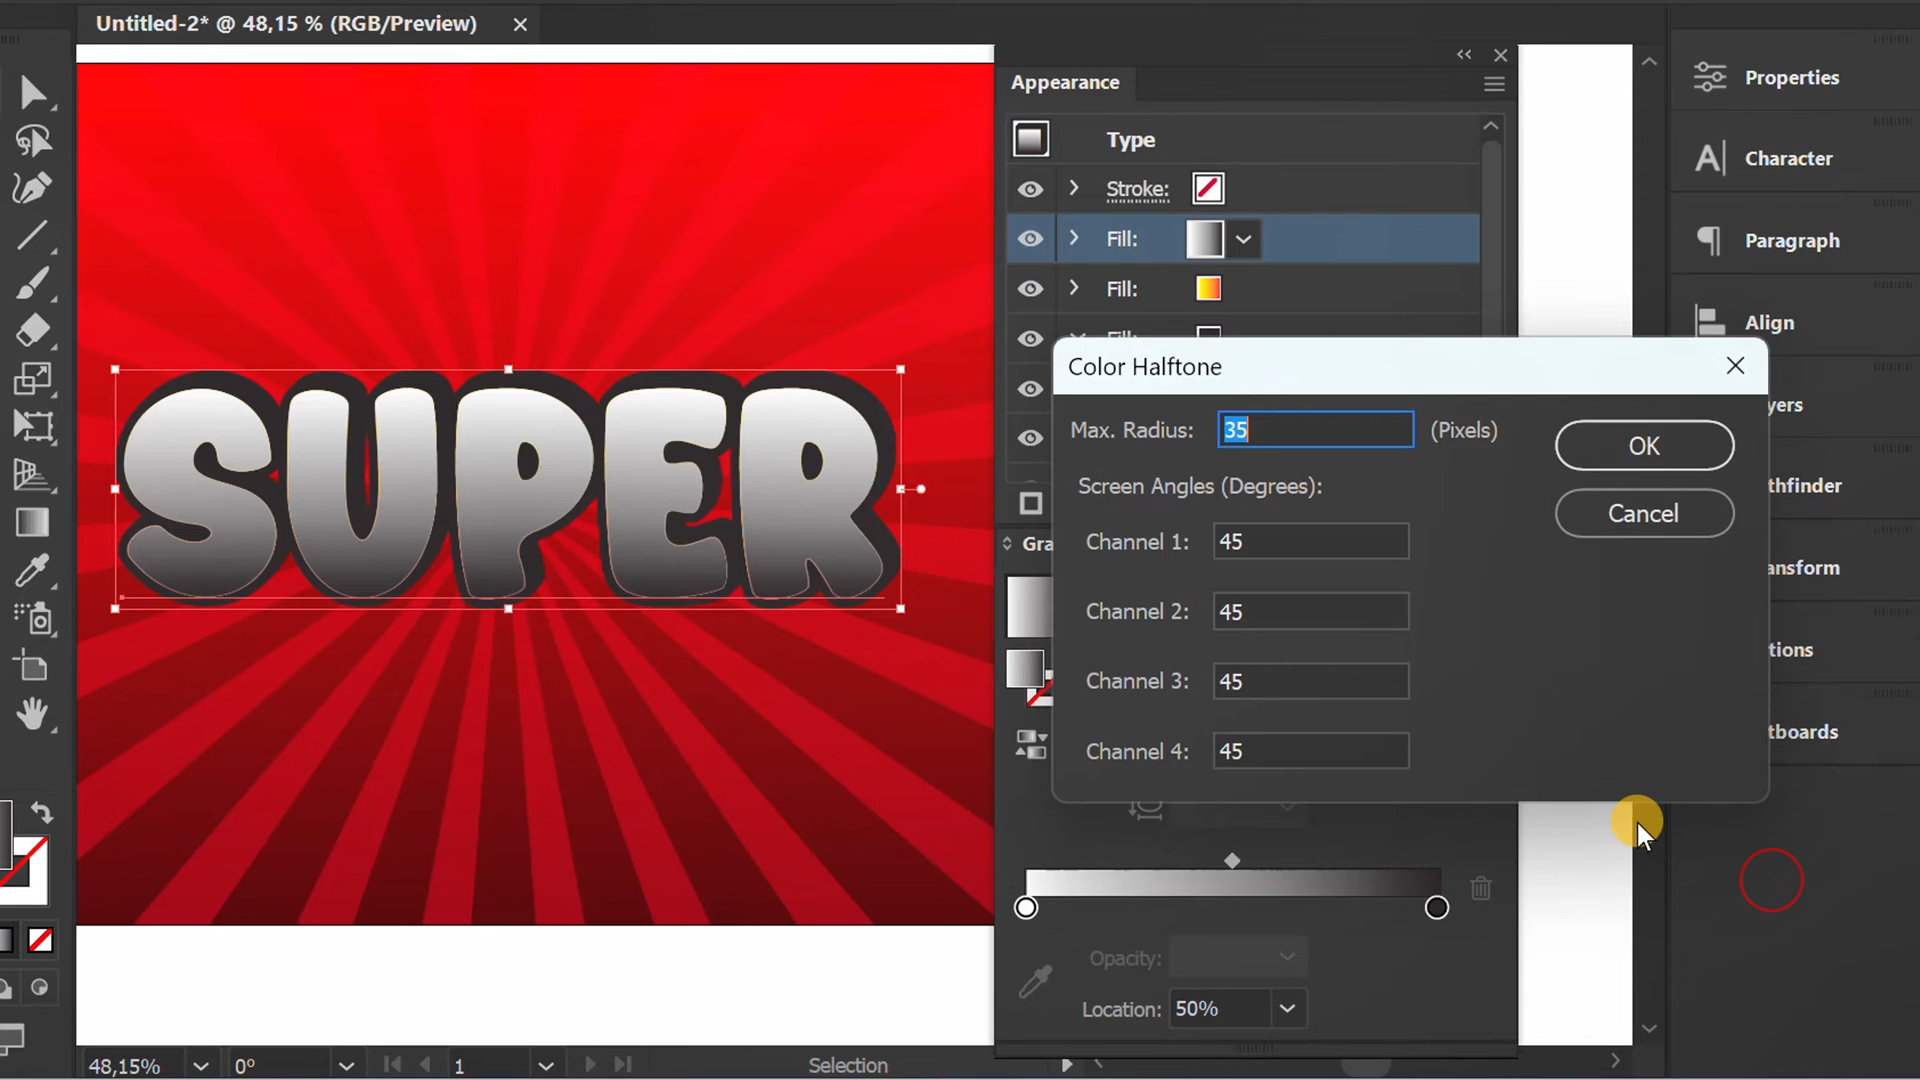 Untitled-2* @ 48,15 % (RGB/Preview)
Appearance
Type
Stroke:
Fill:
Fill:
Fill:
SUPER
Color Halftone
Max. Radius: 35 (Pixels)
Screen Angles (Degrees):
Channel 1: 45
Channel 2: 45
Channel 3: 45
Channel 4: 45
OK
Cancel
Gra
Opacity:
Location: 50%
Properties
Character
Paragraph
Align
yers
thfinder
ansform
tions
tboards
48,15%
0°
1
Selection